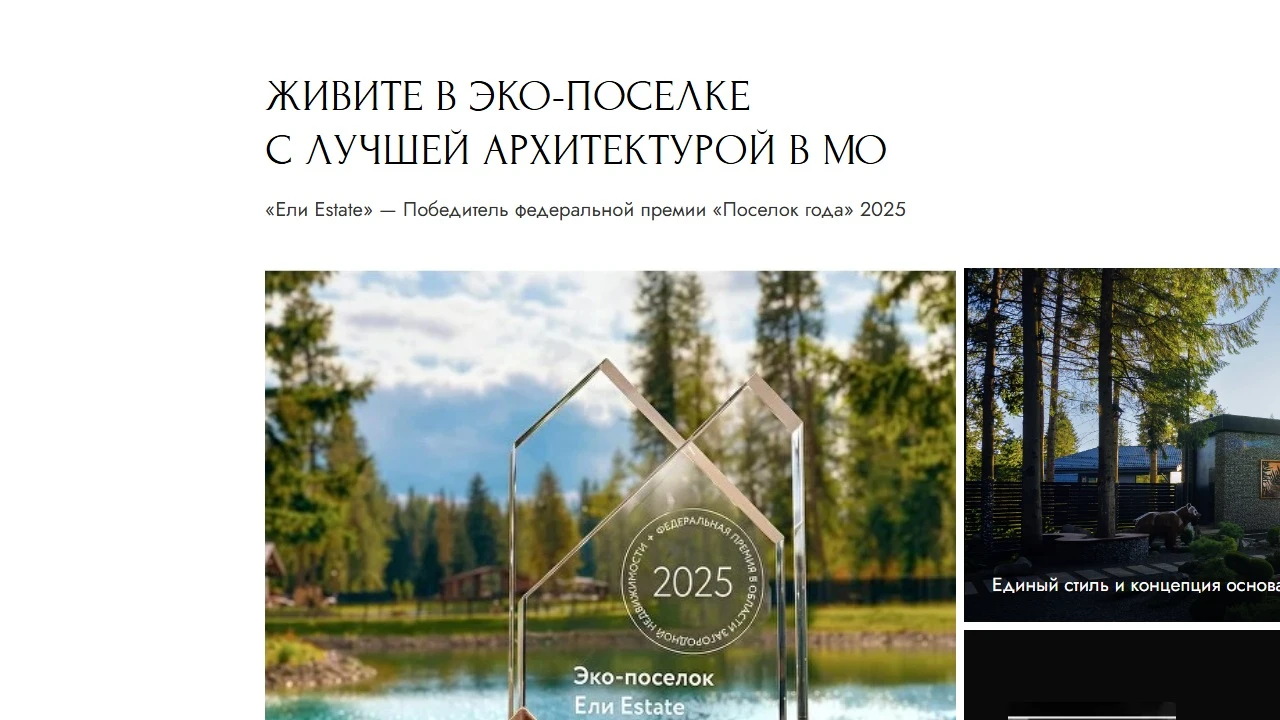 ЖИВИТЕ В ЭКО-ПОСЕЛКЕ
С ЛУЧШЕЙ АРХИТЕКТУРОЙ В МО
«Ели Estate» — Победитель федеральной премии «Поселок года» 2025
ФЕДЕРАЛЬНАЯ ПРЕМИЯ В ОБЛАСТИ ЗАГОРОДНОЙ НЕДВИЖИМОСТИ
2025
Эко-поселок
Ели Estate
Единый стиль и концепция